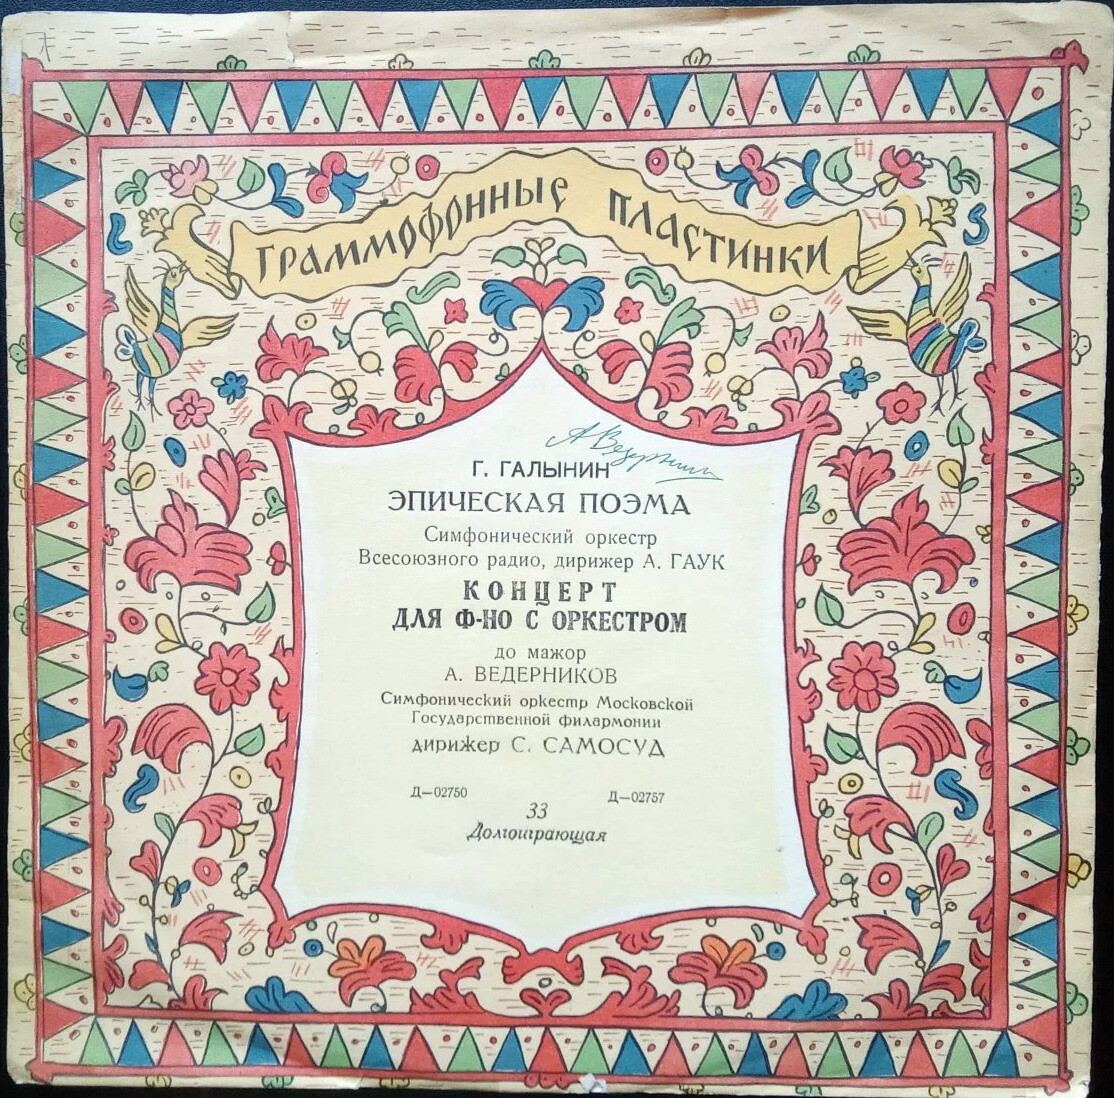 ГРАММОФОННЫЕ ПЛАСТИНКИ
А Ведерников
Г. ГАЛЫНИН
ЭПИЧЕСКАЯ ПОЭМА
Симфонический оркестр
Всесоюзного радио, дирижер А. ГАУК
КОНЦЕРТ
ДЛЯ Ф-НО С ОРКЕСТРОМ
до мажор
А. ВЕДЕРНИКОВ
Симфонический оркестр Московской
Государственной филармонии
дирижер С. САМОСУД
Д—02750 Д—02757
33
Долгоиграющая